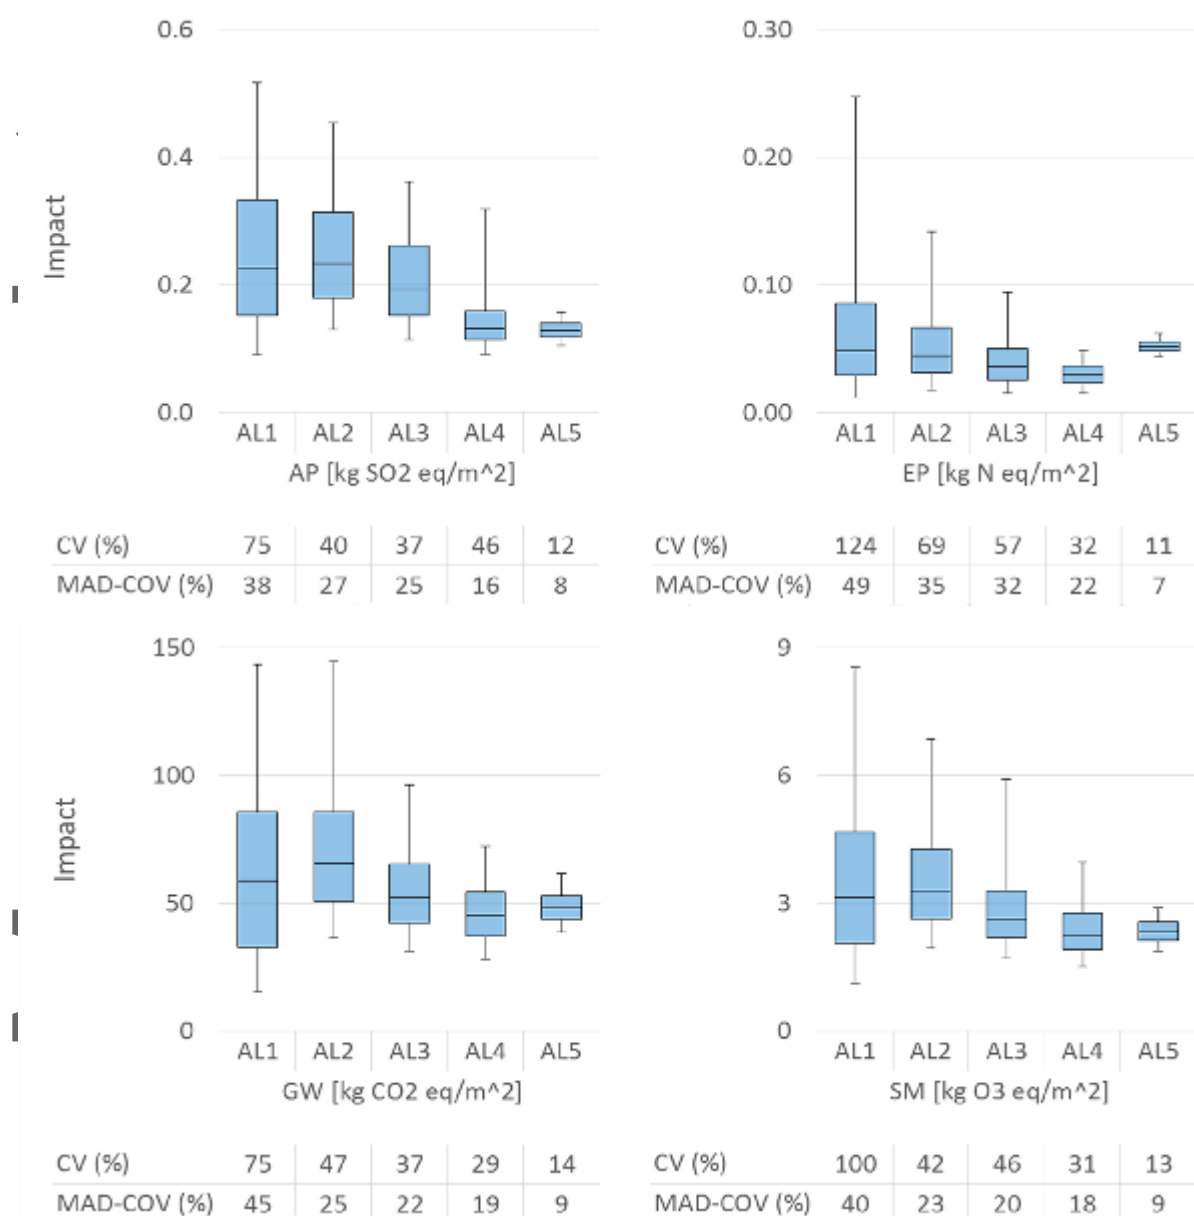 0.6
0.4
0.2
0.0
Impact
AL1 AL2 AL3 AL4 AL5
AP [kg SO2 eq/m^2]
CV (%) 75 40 37 46 12
MAD-COV (%) 38 27 25 16 8
0.30
0.20
0.10
0.00
AL1 AL2 AL3 AL4 AL5
EP [kg N eq/m^2]
CV (%) 124 69 57 32 11
MAD-COV (%) 49 35 32 22 7
150
100
50
0
Impact
AL1 AL2 AL3 AL4 AL5
GW [kg CO2 eq/m^2]
CV (%) 75 47 37 29 14
MAD-COV (%) 45 25 22 19 9
9
6
3
0
AL1 AL2 AL3 AL4 AL5
SM [kg O3 eq/m^2]
CV (%) 100 42 46 31 13
MAD-COV (%) 40 23 20 18 9